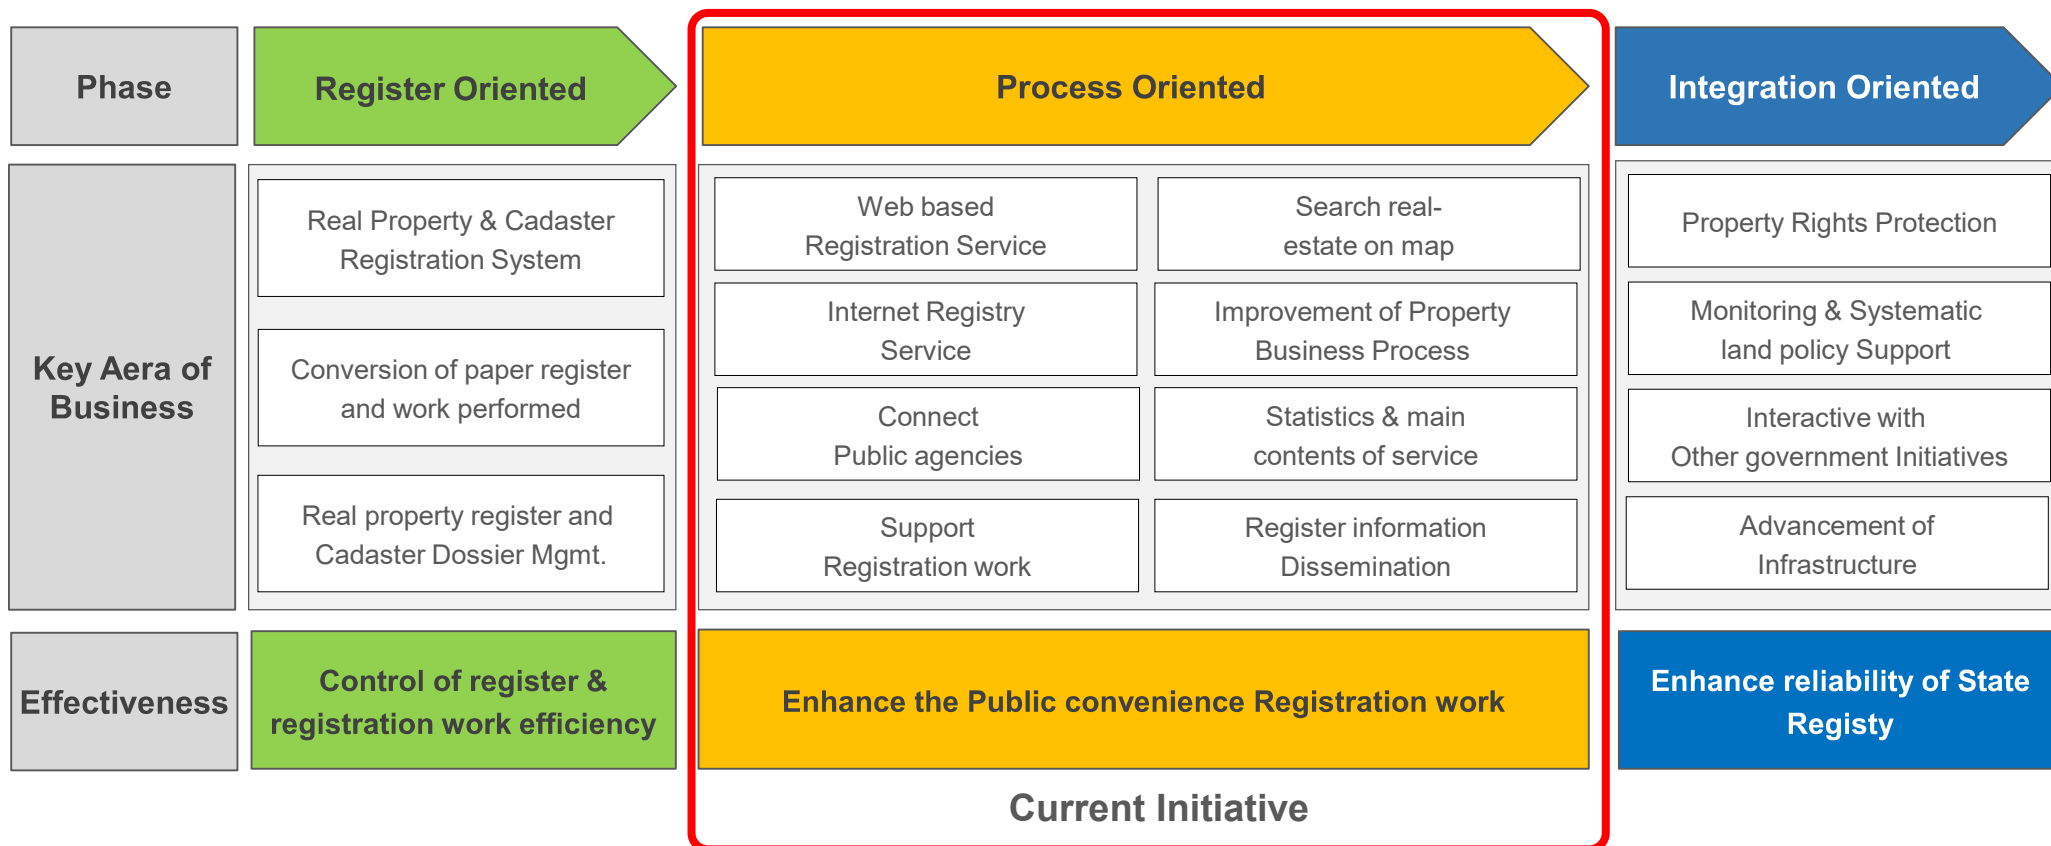 Phase
Register Oriented
Process Oriented
Integration Oriented
Key Aera of
Business
Real Property & Cadaster
Registration System
Conversion of paper register
and work performed
Real property register and
Cadaster Dossier Mgmt.
Web based
Registration Service
Search real-
estate on map
Internet Registry
Service
Improvement of Property
Business Process
Connect
Public agencies
Statistics & main
contents of service
Support
Registration work
Register information
Dissemination
Property Rights Protection
Monitoring & Systematic
land policy Support
Interactive with
Other government Initiatives
Advancement of
Infrastructure
Effectiveness
Control of register &
registration work efficiency
Enhance the Public convenience Registration work
Enhance reliability of State
Registy
Current Initiative